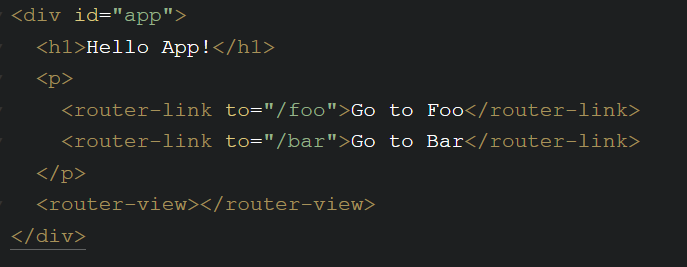 <div id="app">
  <h1>Hello App!</h1>
  <p>
    <router-link to="/foo">Go to Foo</router-link>
    <router-link to="/bar">Go to Bar</router-link>
  </p>
  <router-view></router-view>
</div>